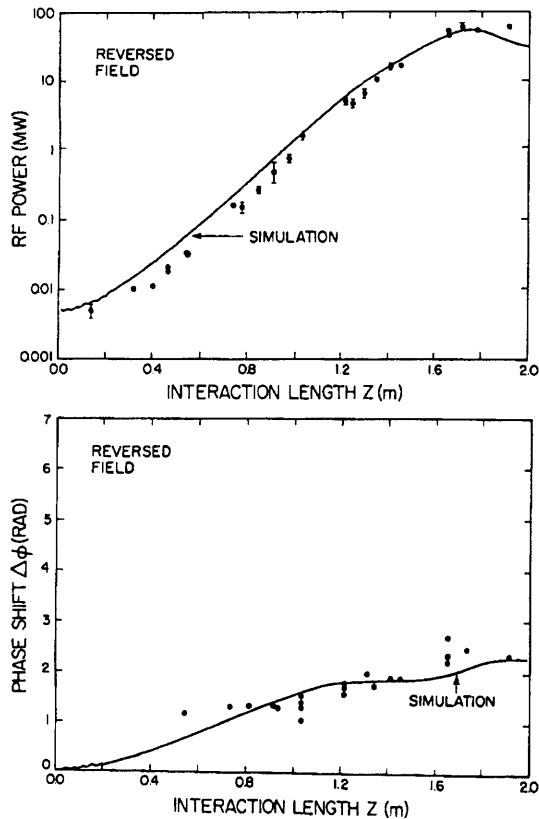 REVERSED
FIELD
RF POWER (MW)
100
10
1
0.1
0.01
0.001
SIMULATION
0.0 0.4 0.8 1.2 1.6 2.0
INTERACTION LENGTH Z (m)
REVERSED
FIELD
PHASE SHIFT Δϕ (RAD)
7
6
5
4
3
2
1
0
SIMULATION
0.0 0.4 0.8 1.2 1.6 2.0
INTERACTION LENGTH Z (m)